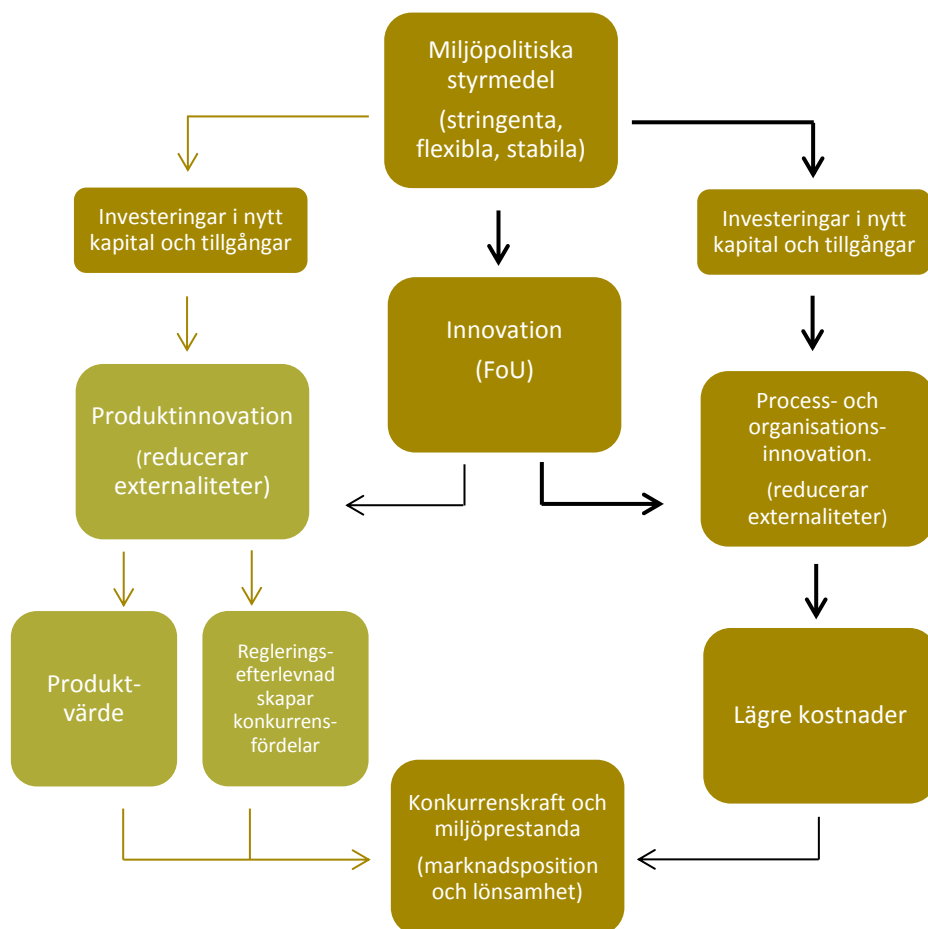 Miljöpolitiska
styrmedel
(stringenta,
flexibla, stabila)
Investeringar i nytt
kapital och tillgångar
Investeringar i nytt
kapital och tillgångar
Innovation
(FoU)
Produktinnovation
(reducerar
externaliteter)
Process- och
organisations-
innovation.
(reducerar
externaliteter)
Produkt-
värde
Reglerings-
efterlevnad
skapar
konkurrens-
fördelar
Lägre kostnader
Konkurrenskraft och
miljöprestanda
(marknadsposition
och lönsamhet)